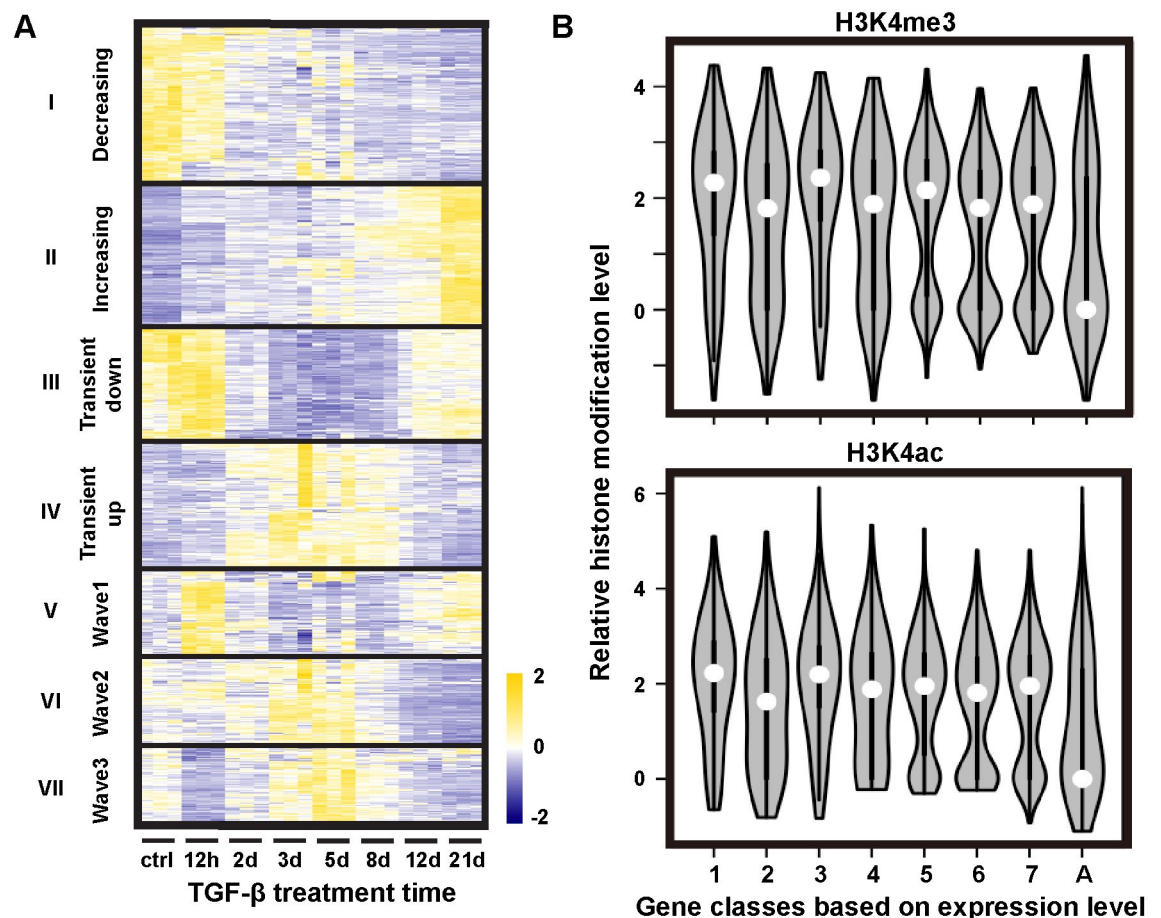 A
I
Decreasing
II
Increasing
III
Transient
down
IV
Transient
up
V
Wave1
VI
Wave2
VII
Wave3
2
0
-2
ctrl 12h 2d 3d 5d 8d 12d 21d
TGF-β treatment time
B
H3K4me3
Relative histone modification level
4
2
0
H3K4ac
6
4
2
0
1 2 3 4 5 6 7 A
Gene classes based on expression level